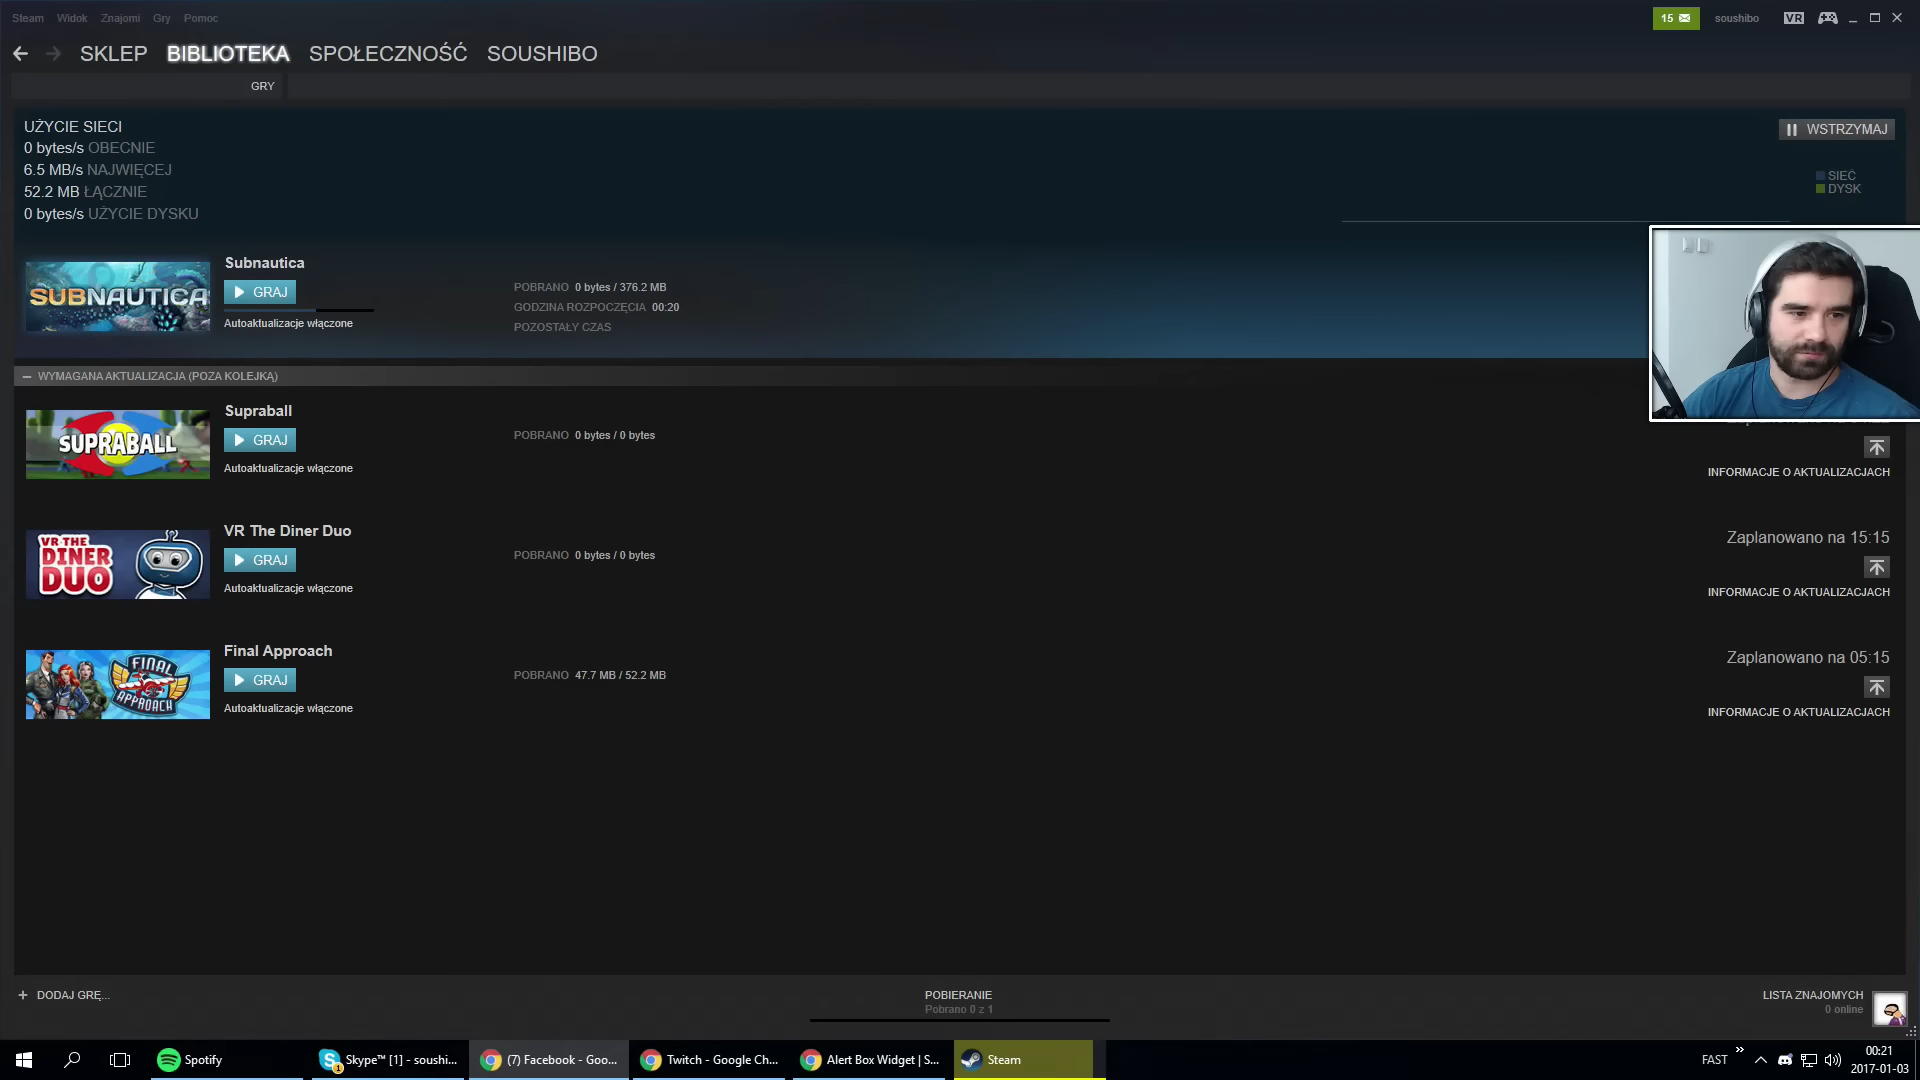 Steam Widok Znajomi Gry Pomoc
15 soushibo VR
SKLEP BIBLIOTEKA SPOŁECZNOŚĆ SOUSHIBO
GRY
UŻYCIE SIECI
0 bytes/s OBECNIE
6.5 MB/s NAJWIĘCEJ
52.2 MB ŁĄCZNIE
0 bytes/s UŻYCIE DYSKU
WSTRZYMAJ
SIEĆ
DYSK
SUBNAUTICA
Subnautica
GRAJ
Autoaktualizacje włączone
POBRANO 0 bytes / 376.2 MB
GODZINA ROZPOCZĘCIA 00:20
POZOSTAŁY CZAS
WYMAGANA AKTUALIZACJA (POZA KOLEJKĄ)
SUPRABALL
Supraball
GRAJ
Autoaktualizacje włączone
POBRANO 0 bytes / 0 bytes
INFORMACJE O AKTUALIZACJACH
VR THE
DINER
DUO
VR The Diner Duo
GRAJ
Autoaktualizacje włączone
POBRANO 0 bytes / 0 bytes
Zaplanowano na 15:15
INFORMACJE O AKTUALIZACJACH
FINAL
APPROACH
Final Approach
GRAJ
Autoaktualizacje włączone
POBRANO 47.7 MB / 52.2 MB
Zaplanowano na 05:15
INFORMACJE O AKTUALIZACJACH
DODAJ GRĘ...
POBIERANIE
Pobrano 0 z 1
LISTA ZNAJOMYCH
0 online
Spotify
Skype™ [1] - soushi...
1
(7) Facebook - Goo...
Twitch - Google Ch...
Alert Box Widget | S...
Steam
FAST
00:21
2017-01-03